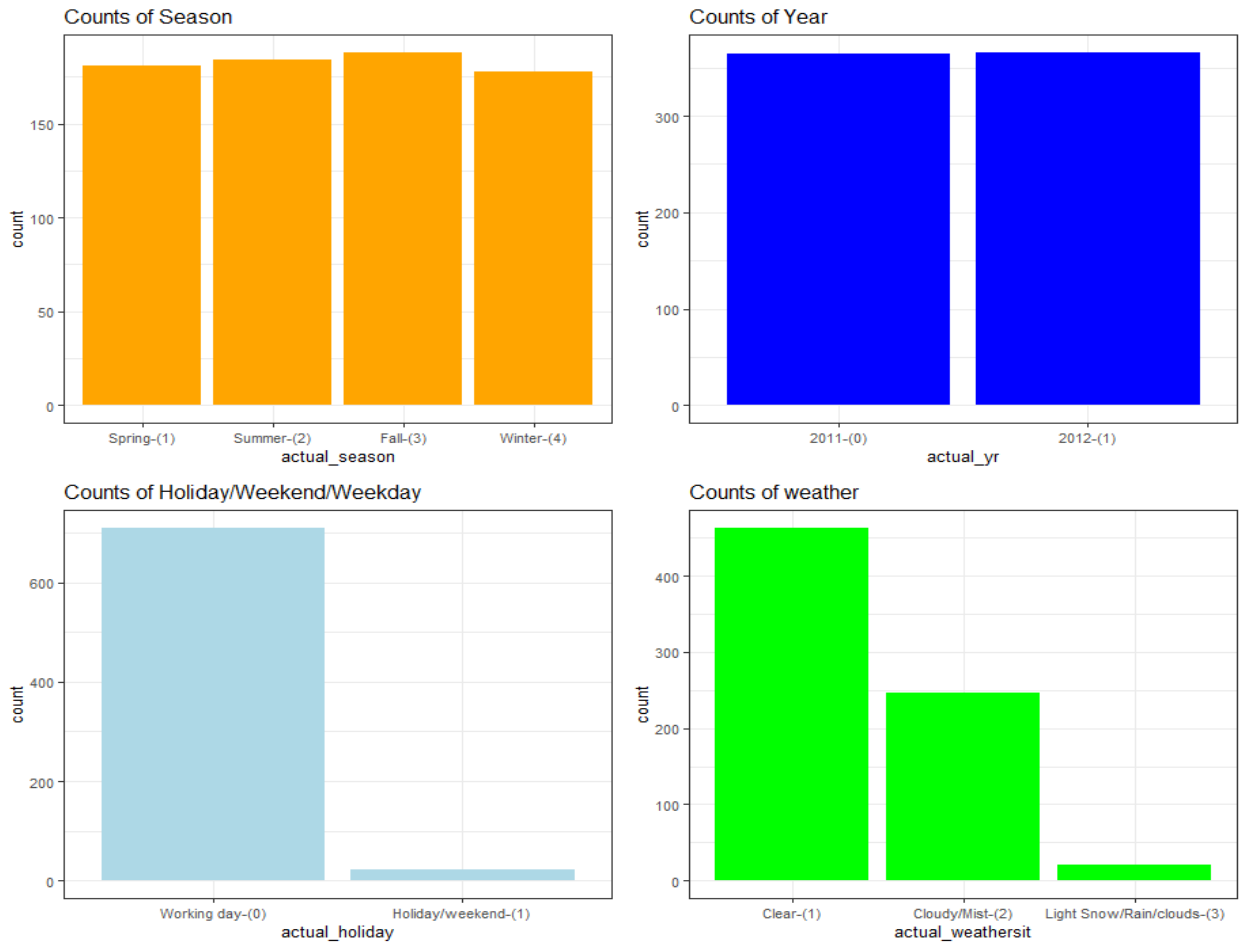 Counts of Season
count
150
100
50
0
Spring-(1) Summer-(2) Fall-(3) Winter-(4)
actual_season
Counts of Year
count
300
200
100
0
2011-(0) 2012-(1)
actual_yr
Counts of Holiday/Weekend/Weekday
count
600
400
200
0
Working day-(0) Holiday/weekend-(1)
actual_holiday
Counts of weather
count
400
300
200
100
0
Clear-(1) Cloudy/Mist-(2) Light Snow/Rain/clouds-(3)
actual_weathersit